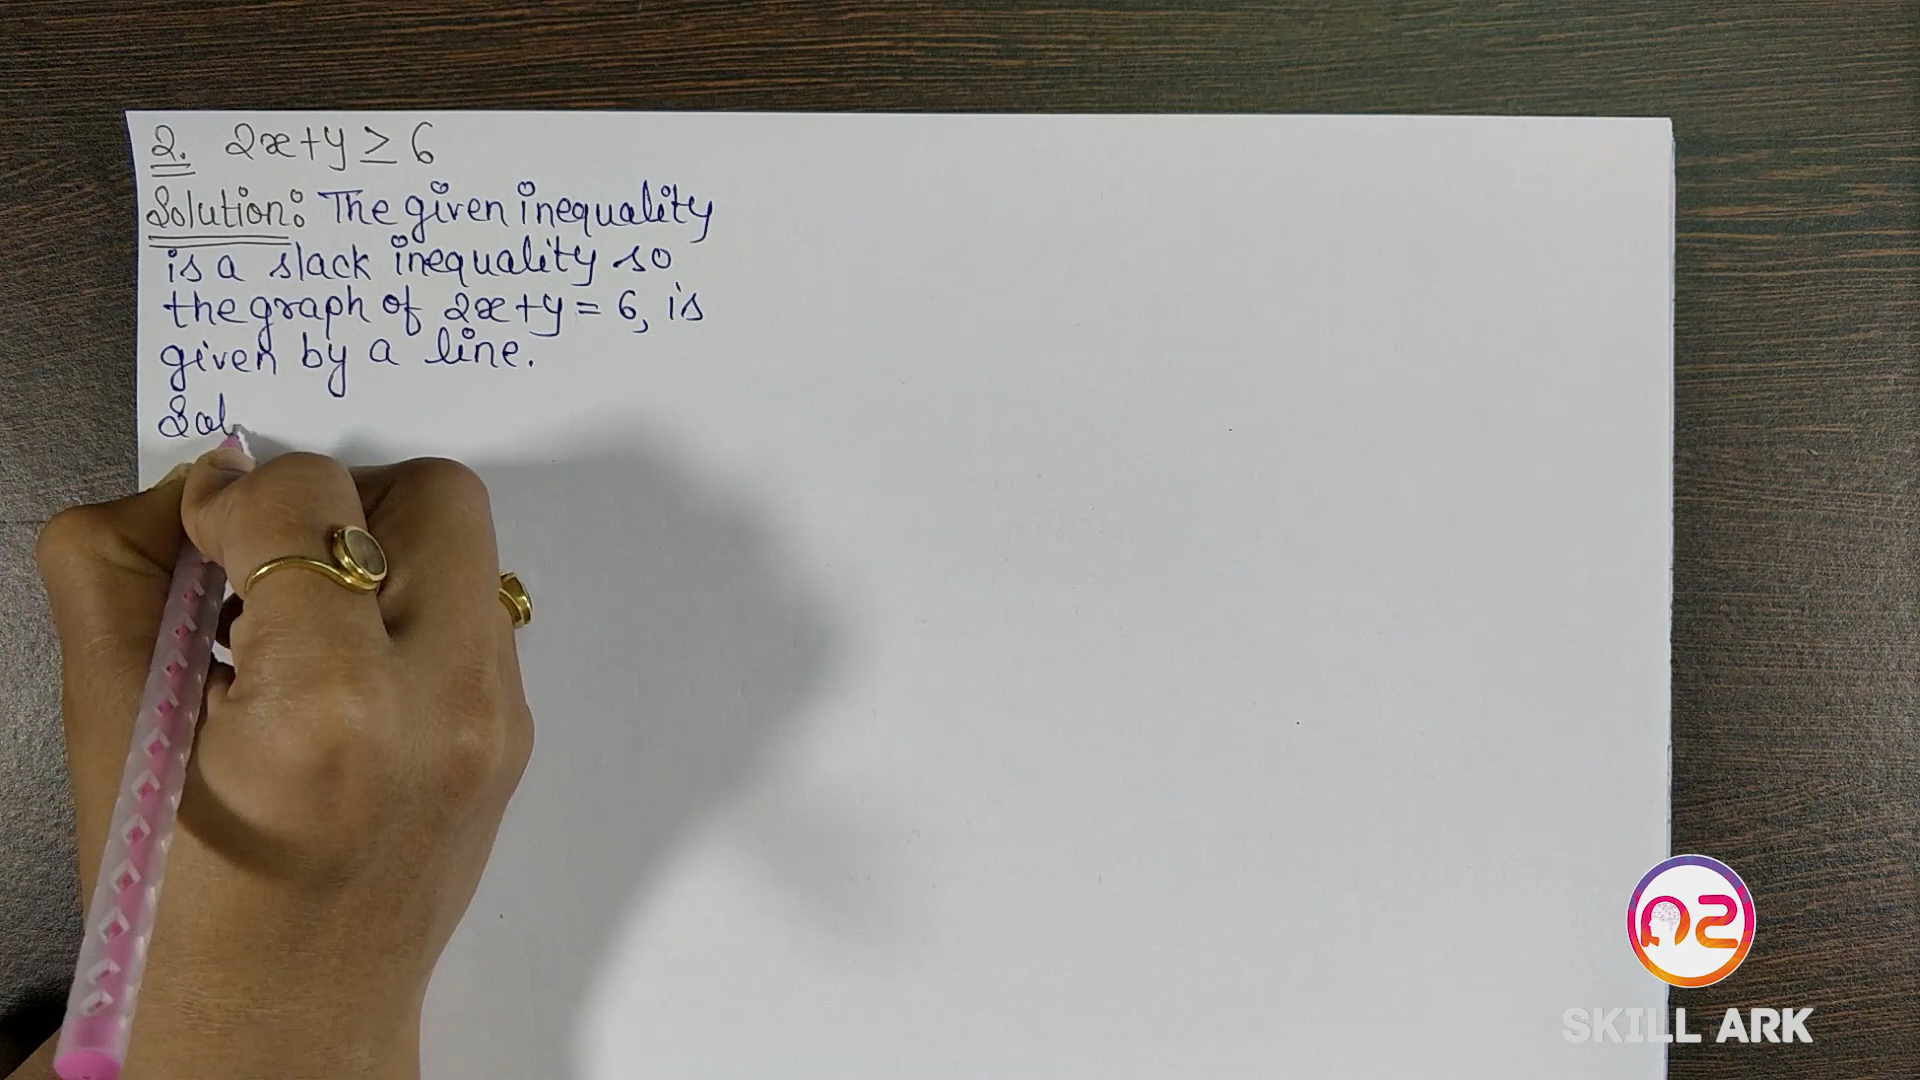 2. 2x+y ≥ 6
Solution: The given inequality
is a slack inequality so
the graph of 2x+y = 6, is
given by a line.
Sol
SKILL ARK